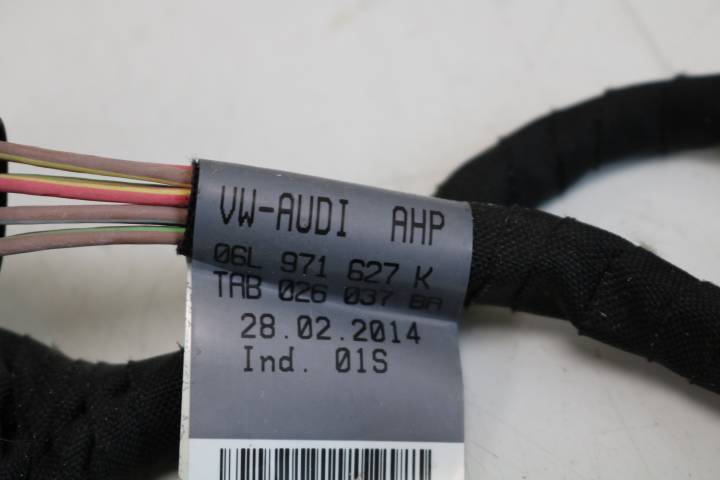 VW-AUDI AHP
06L 971 627 K
TAB 026 037 BA
28.02.2014
Ind. 01S